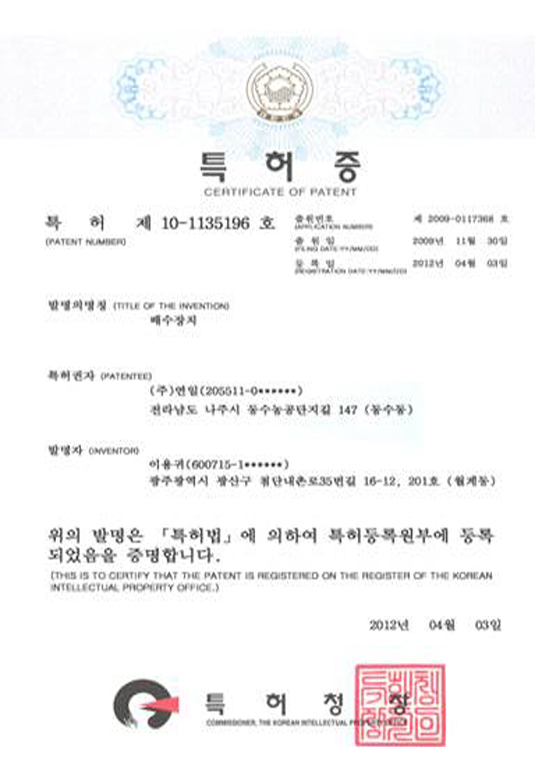 특 허 증
CERTIFICATE OF PATENT
특 허 제 10-1135196 호
(PATENT NUMBER)
출원번호 제 2009-0117368 호
(APPLICATION NUMBER)
출 원 일 2009년 11월 30일
(FILING DATE:YY/MM/DD)
등 록 일 2012년 04월 03일
(REGISTRATION DATE:YY/MM/DD)
발명의명칭 (TITLE OF THE INVENTION)
배수장치
특허권자 (PATENTEE)
(주)연일(205511-0******)
전라남도 나주시 동수농공단지길 147 (동수동)
발명자 (INVENTOR)
이용귀(600715-1******)
광주광역시 광산구 첨단내촌로35번길 16-12, 201호 (월계동)
위의 발명은 「특허법」에 의하여 특허등록원부에 등록
되었음을 증명합니다.
(THIS IS TO CERTIFY THAT THE PATENT IS REGISTERED ON THE REGISTER OF THE KOREAN
INTELLECTUAL PROPERTY OFFICE.)
2012년 04월 03일
특 허 청 장
COMMISSIONER, THE KOREAN INTELLECTUAL PROPERTY OFFICE